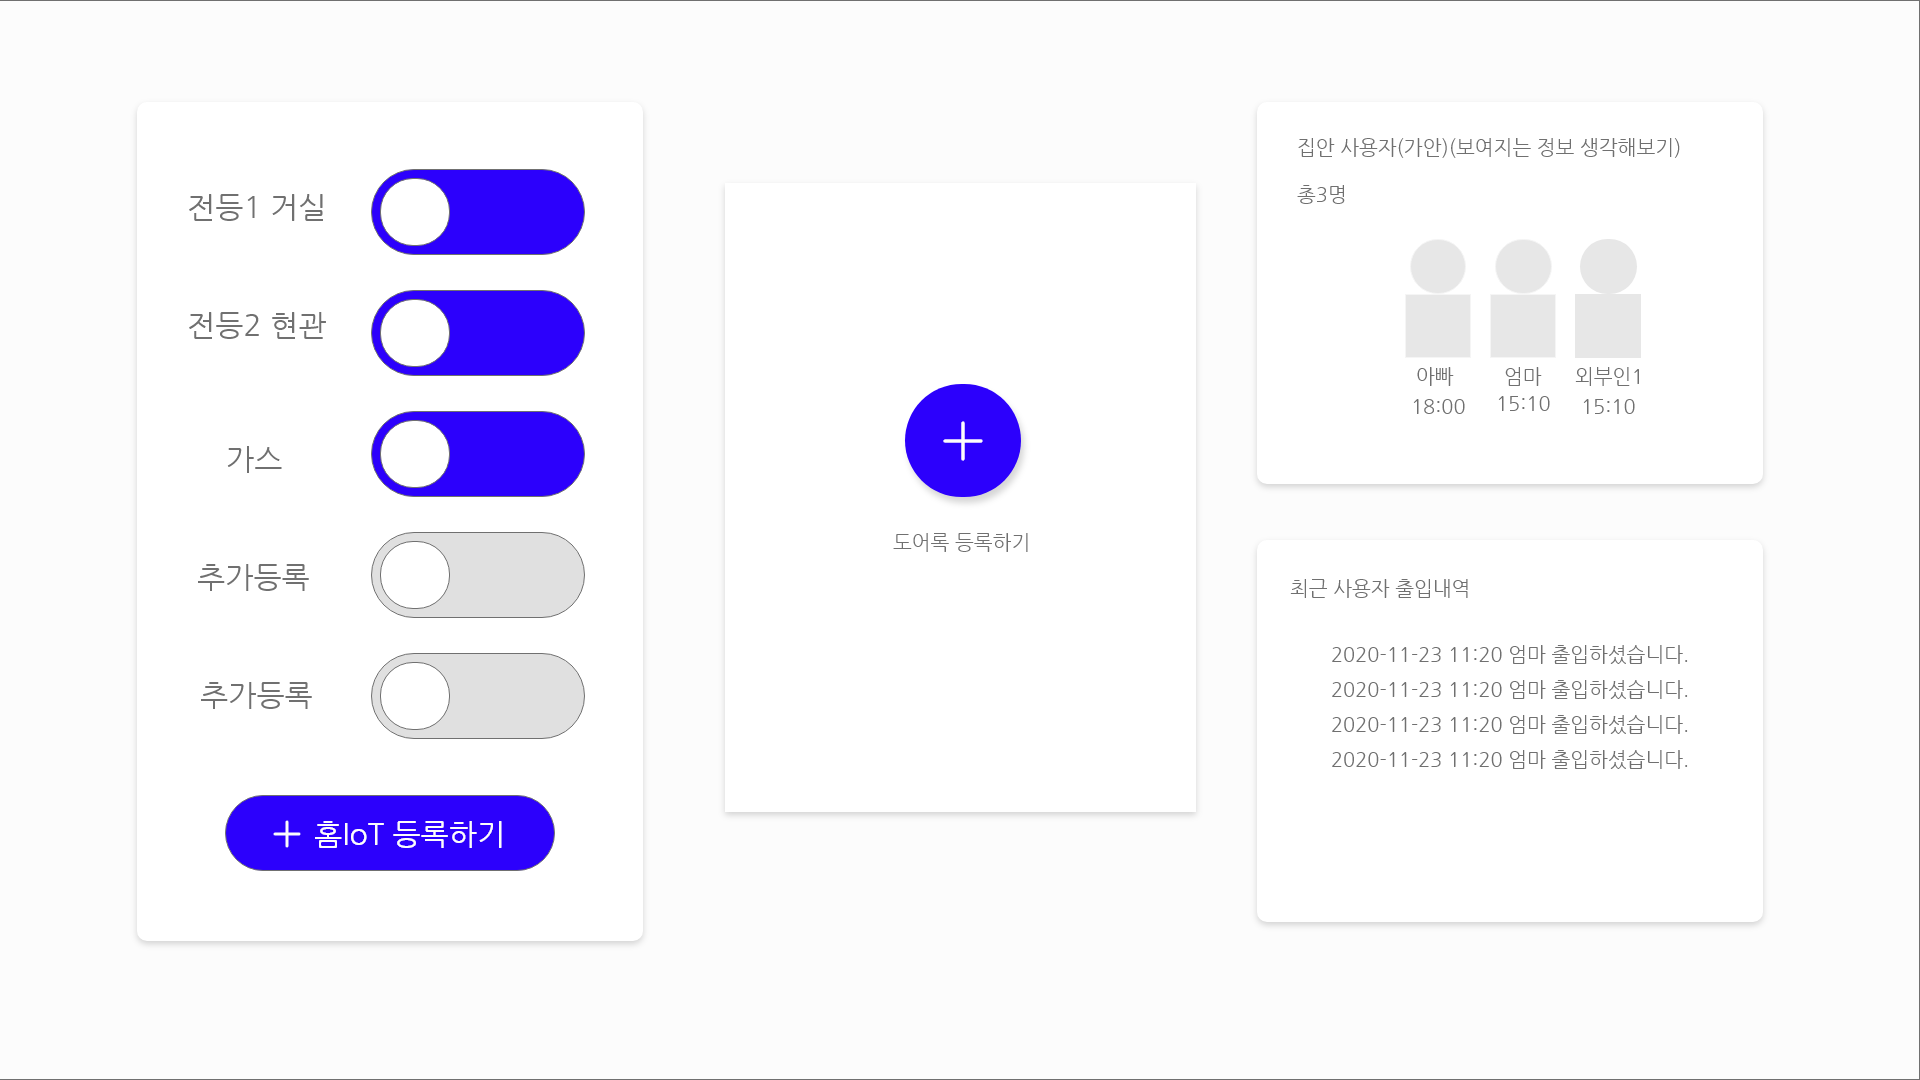 전등1 거실
전등2 현관
가스
추가등록
추가등록
홈IoT 등록하기
도어록 등록하기
집안 사용자(가안)(보여지는 정보 생각해보기)
총3명
아빠 엄마 외부인1
18:00 15:10 15:10
최근 사용자 출입내역
2020-11-23 11:20 엄마 출입하셨습니다.
2020-11-23 11:20 엄마 출입하셨습니다.
2020-11-23 11:20 엄마 출입하셨습니다.
2020-11-23 11:20 엄마 출입하셨습니다.